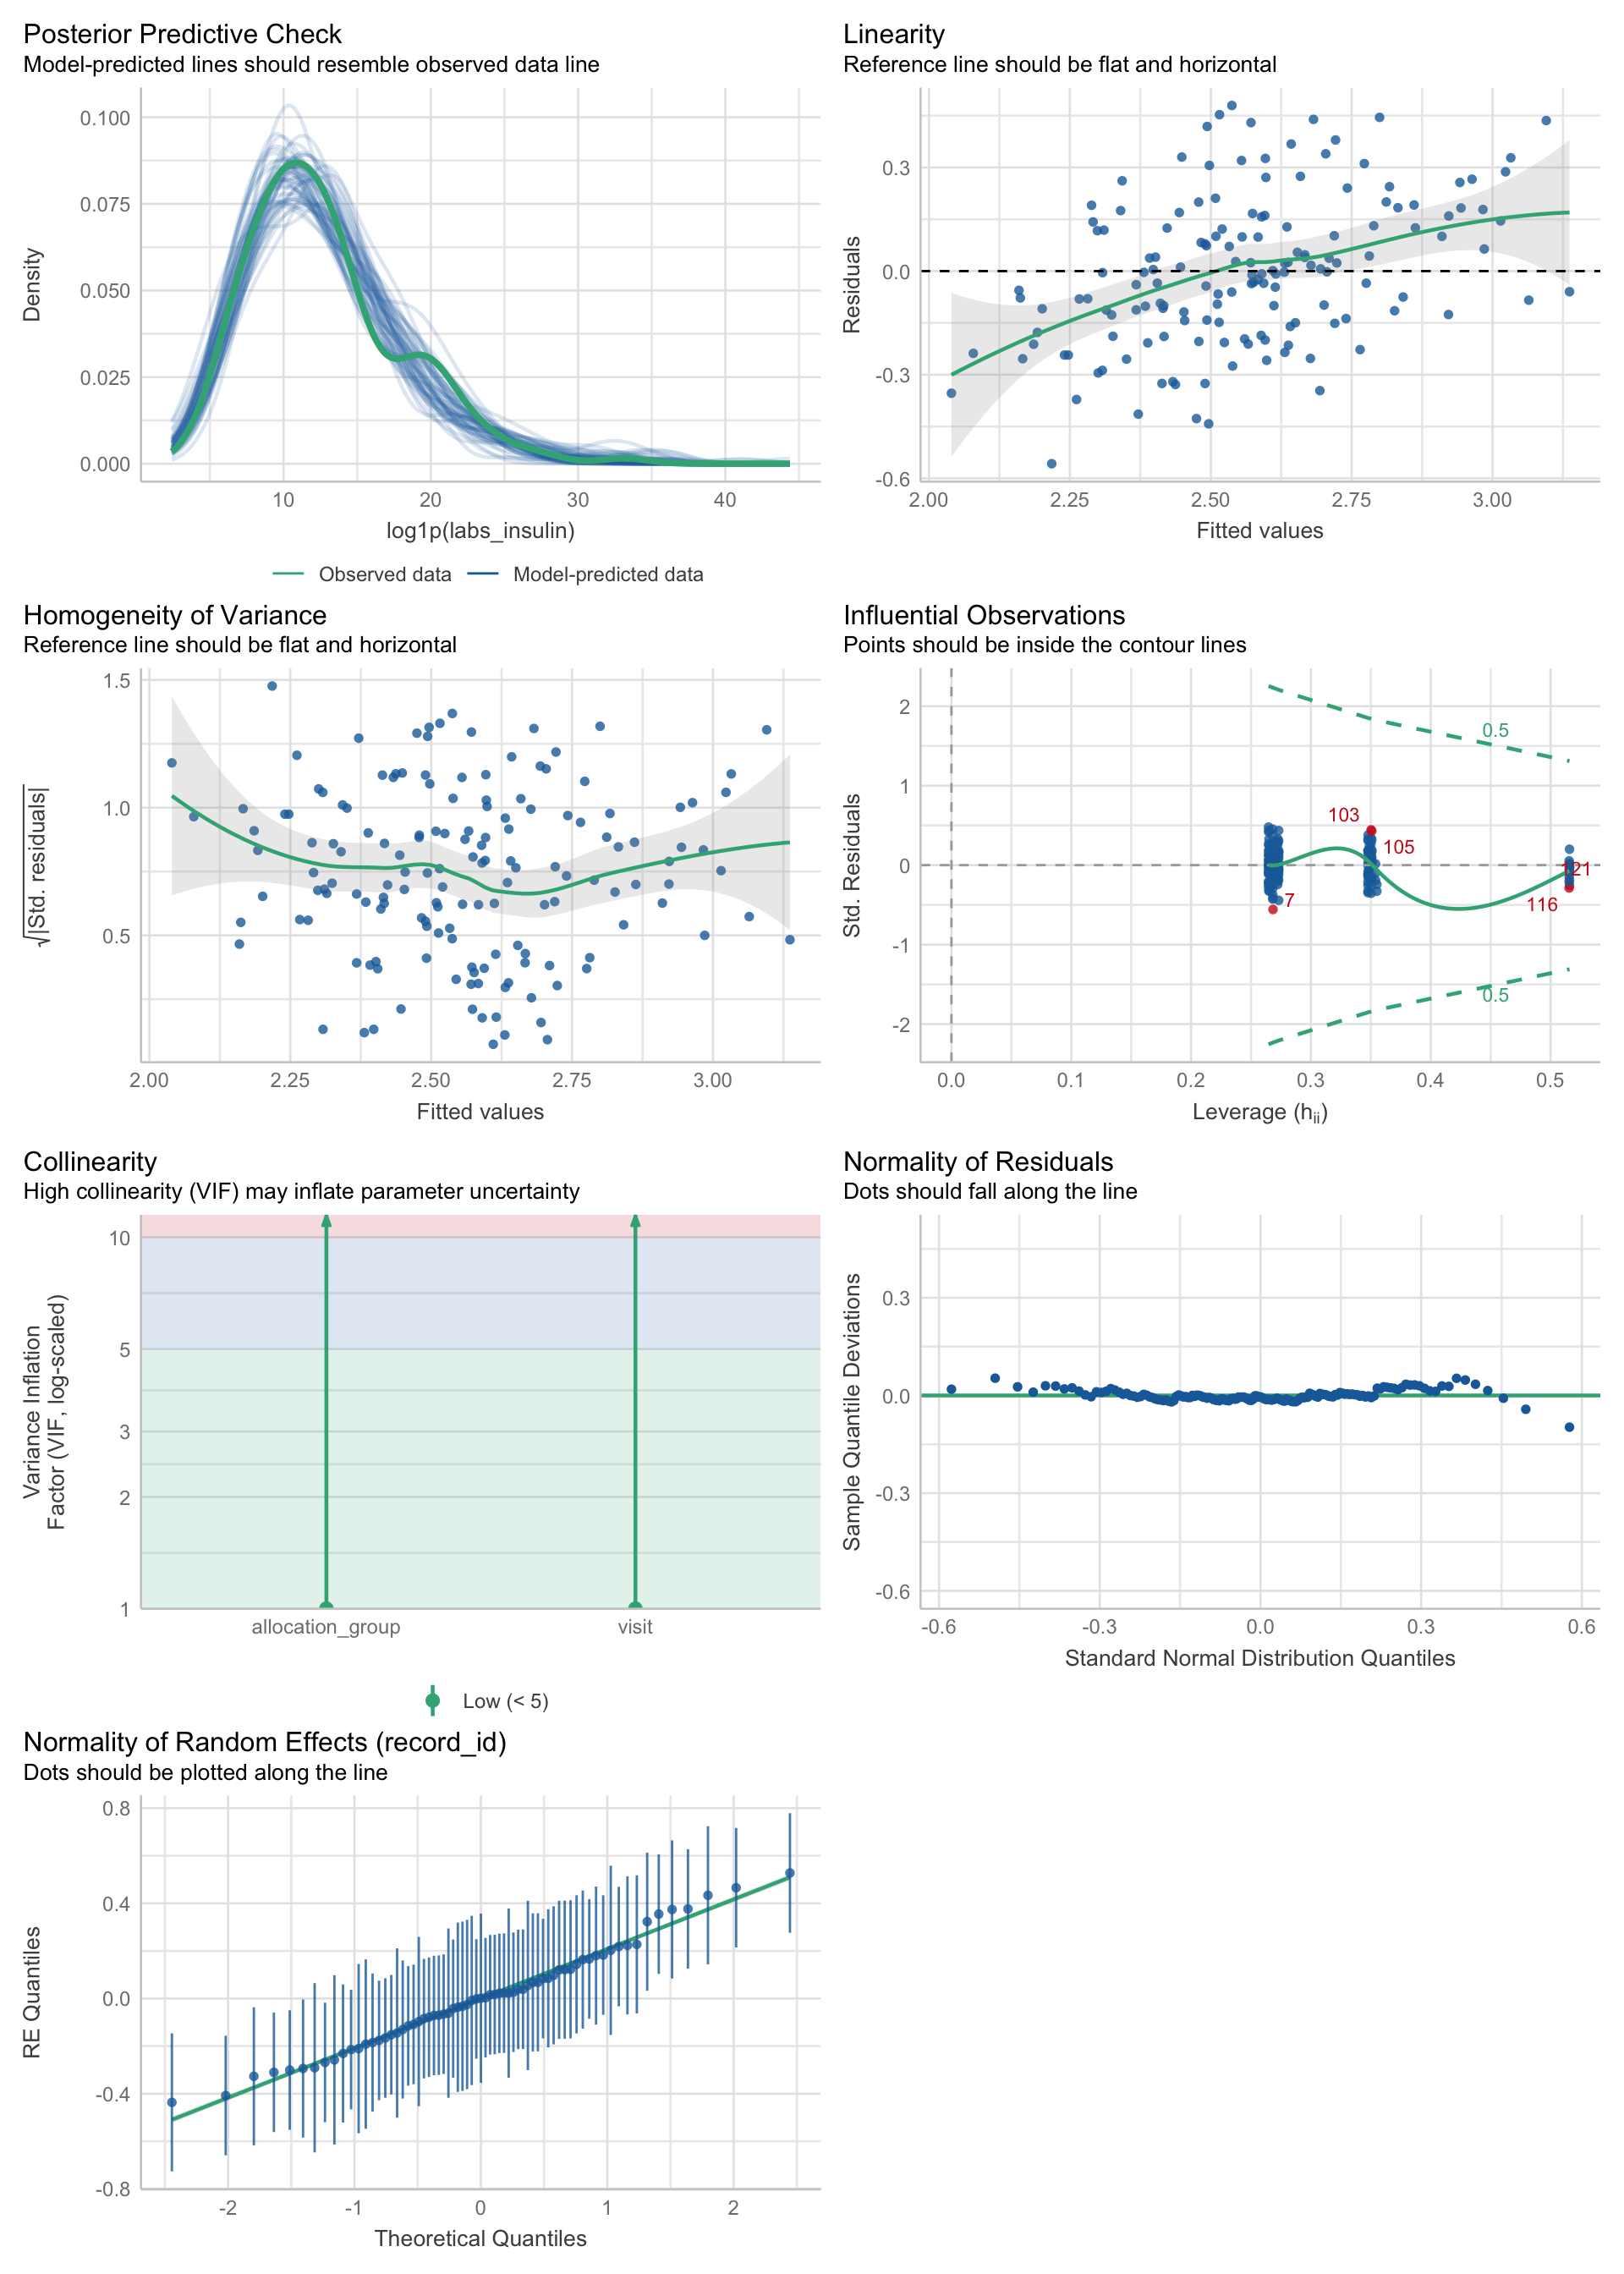 Posterior Predictive Check
Model-predicted lines should resemble observed data line
0.100
0.075
0.050
0.025
0.000
Density
10 20 30 40
log1p(labs_insulin)
Observed data Model-predicted data
Linearity
Reference line should be flat and horizontal
0.3
0.0
-0.3
-0.6
Residuals
2.00 2.25 2.50 2.75 3.00
Fitted values
Homogeneity of Variance
Reference line should be flat and horizontal
1.5
1.0
0.5
√|Std. residuals|
2.00 2.25 2.50 2.75 3.00
Fitted values
Influential Observations
Points should be inside the contour lines
2
1
0
-1
-2
Std. Residuals
0.5
103
105
121
7
116
0.5
0.0 0.1 0.2 0.3 0.4 0.5
Leverage (hii)
Collinearity
High collinearity (VIF) may inflate parameter uncertainty
10
5
3
2
1
Variance Inflation
Factor (VIF, log-scaled)
allocation_group visit
Low (< 5)
Normality of Residuals
Dots should fall along the line
0.3
0.0
-0.3
-0.6
Sample Quantile Deviations
-0.6 -0.3 0.0 0.3 0.6
Standard Normal Distribution Quantiles
Normality of Random Effects (record_id)
Dots should be plotted along the line
0.8
0.4
0.0
-0.4
-0.8
RE Quantiles
-2 -1 0 1 2
Theoretical Quantiles